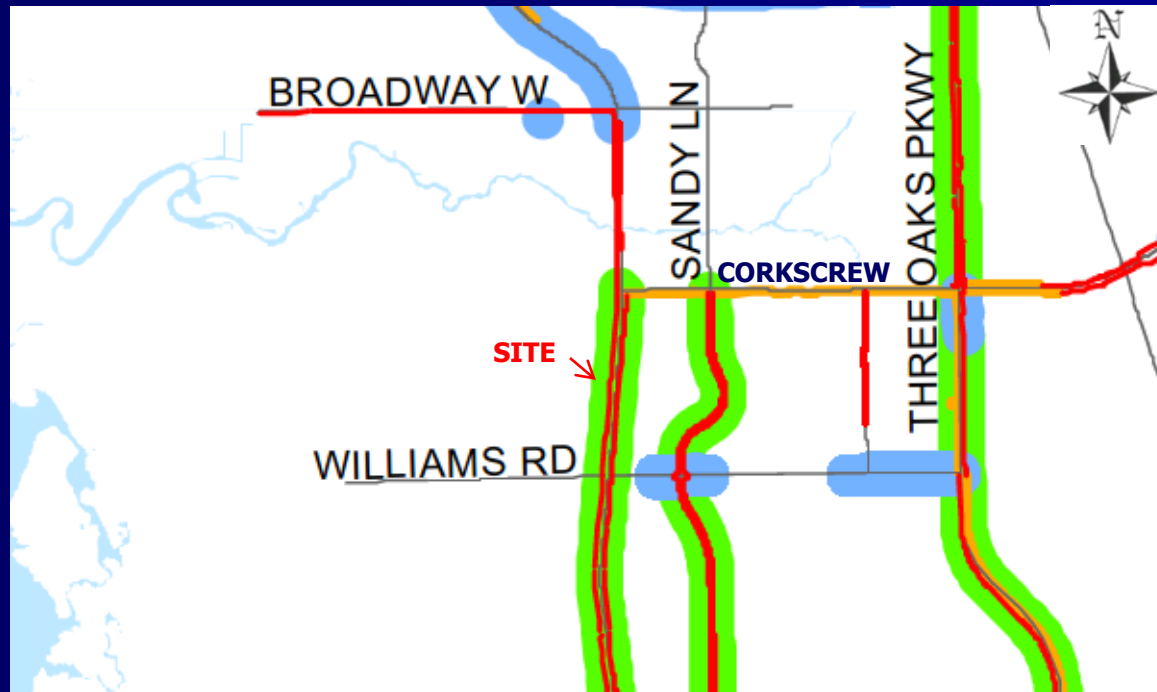 N
BROADWAY W
SANDY LN
THREE OAKS PKWY
CORKSCREW
SITE
WILLIAMS RD